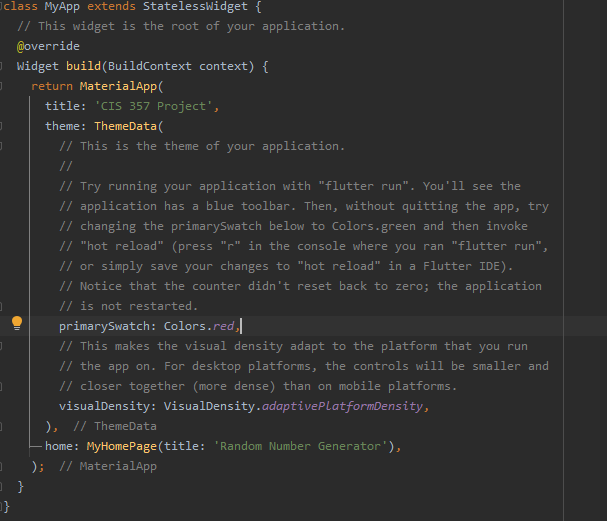 class MyApp extends StatelessWidget {
  // This widget is the root of your application.
  @override
  Widget build(BuildContext context) {
    return MaterialApp(
      title: 'CIS 357 Project',
      theme: ThemeData(
        // This is the theme of your application.
        //
        // Try running your application with "flutter run". You'll see the
        // application has a blue toolbar. Then, without quitting the app, try
        // changing the primarySwatch below to Colors.green and then invoke
        // "hot reload" (press "r" in the console where you ran "flutter run",
        // or simply save your changes to "hot reload" in a Flutter IDE).
        // Notice that the counter didn't reset back to zero; the application
        // is not restarted.
        primarySwatch: Colors.red,
        // This makes the visual density adapt to the platform that you run
        // the app on. For desktop platforms, the controls will be smaller and
        // closer together (more dense) than on mobile platforms.
        visualDensity: VisualDensity.adaptivePlatformDensity,
      ),  // ThemeData
      home: MyHomePage(title: 'Random Number Generator'),
    );  // MaterialApp
  }
}